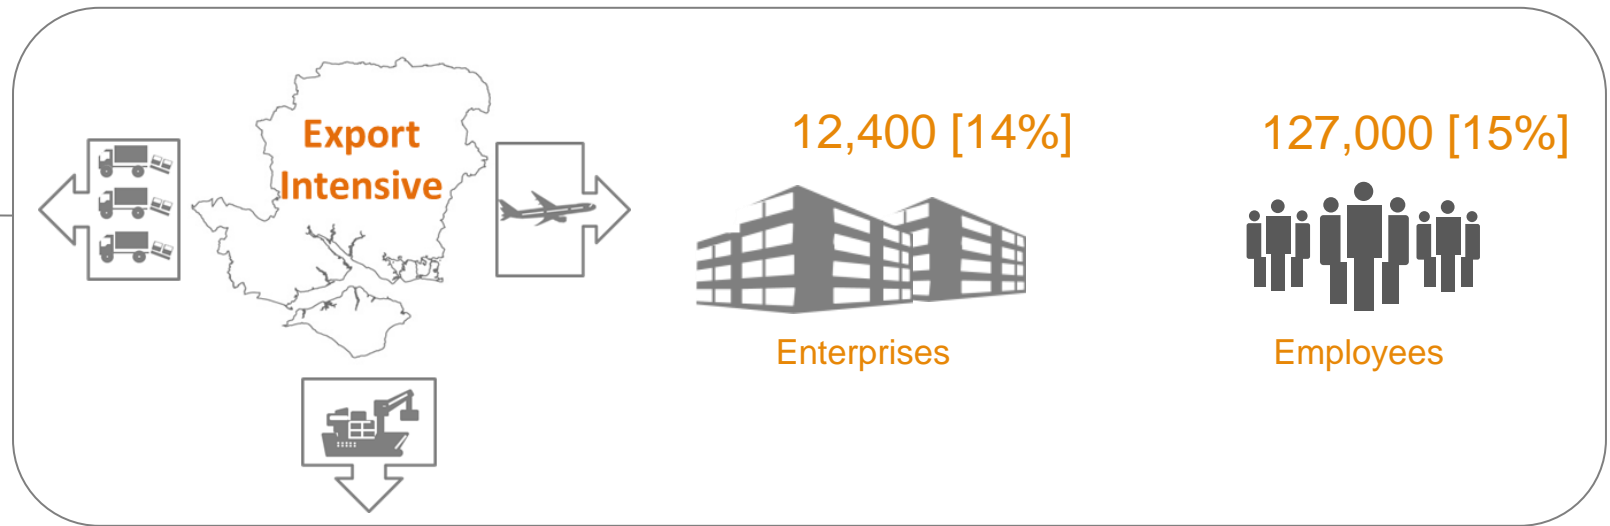 Export
Intensive
12,400 [14%]
127,000 [15%]
Enterprises
Employees